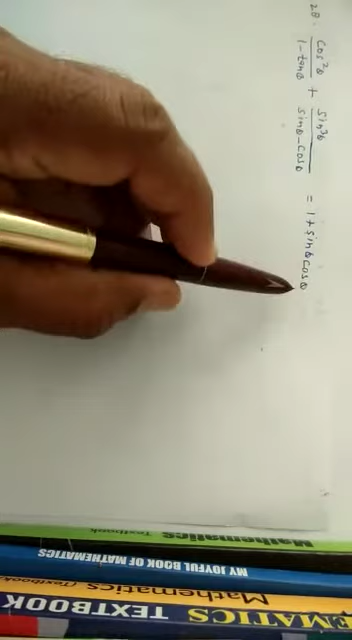 28. cos²θ/1-tanθ + sin³θ/sinθ-cosθ = 1+sinθcosθ
Mathematics
Textbook
MY JOYFUL BOOK OF MATHEMATICS
Mathematics (Textbook
EMATICS TEXTBOOK